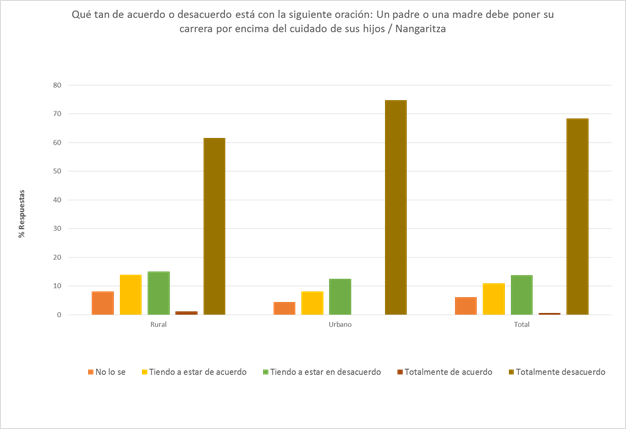 Qué tan de acuerdo o desacuerdo está con la siguiente oración: Un padre o una madre debe poner su
carrera por encima del cuidado de sus hijos / Nangaritza
80
70
60
50
40
30
20
10
0
% Respuestas
Rural Urbano Total
No lo se Tiendo a estar de acuerdo Tiendo a estar en desacuerdo Totalmente de acuerdo Totalmente desacuerdo